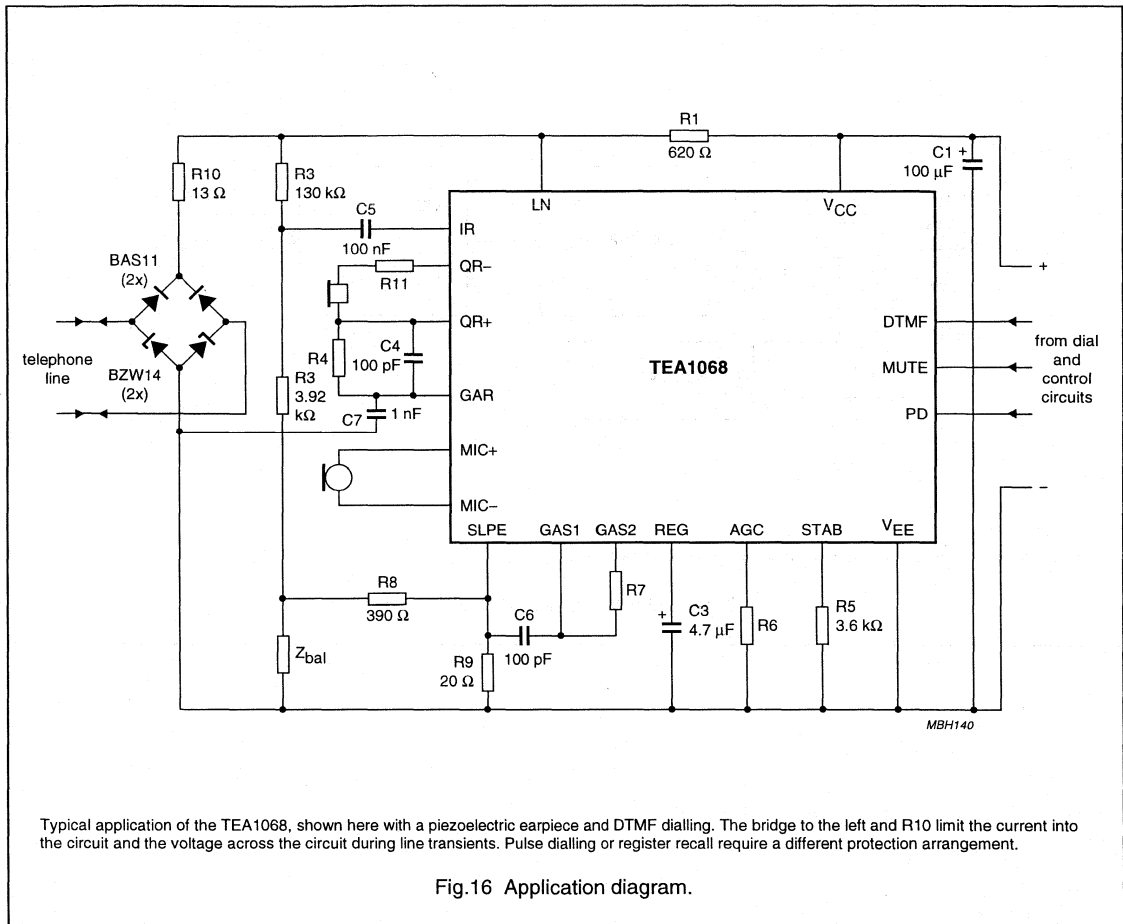 R1
620 Ω
R10
13 Ω
R3
130 kΩ
C1 +
100 μF
LN
VCC
C5
100 nF
IR
BAS11
(2x)
QR−
R11
+
QR+
DTMF
telephone
line
R4
C4
100 pF
TEA1068
from dial
and
control
circuits
MUTE
BZW14
(2x)
R3
3.92
kΩ
GAR
C7
1 nF
PD
MIC+
MIC−
−
SLPE
GAS1
GAS2
REG
AGC
STAB
VEE
R8
390 Ω
C6
100 pF
R7
+
C3
4.7 μF
R6
R5
3.6 kΩ
Zbal
R9
20 Ω
MBH140
Typical application of the TEA1068, shown here with a piezoelectric earpiece and DTMF dialling. The bridge to the left and R10 limit the current into
the circuit and the voltage across the circuit during line transients. Pulse dialling or register recall require a different protection arrangement.
Fig.16 Application diagram.